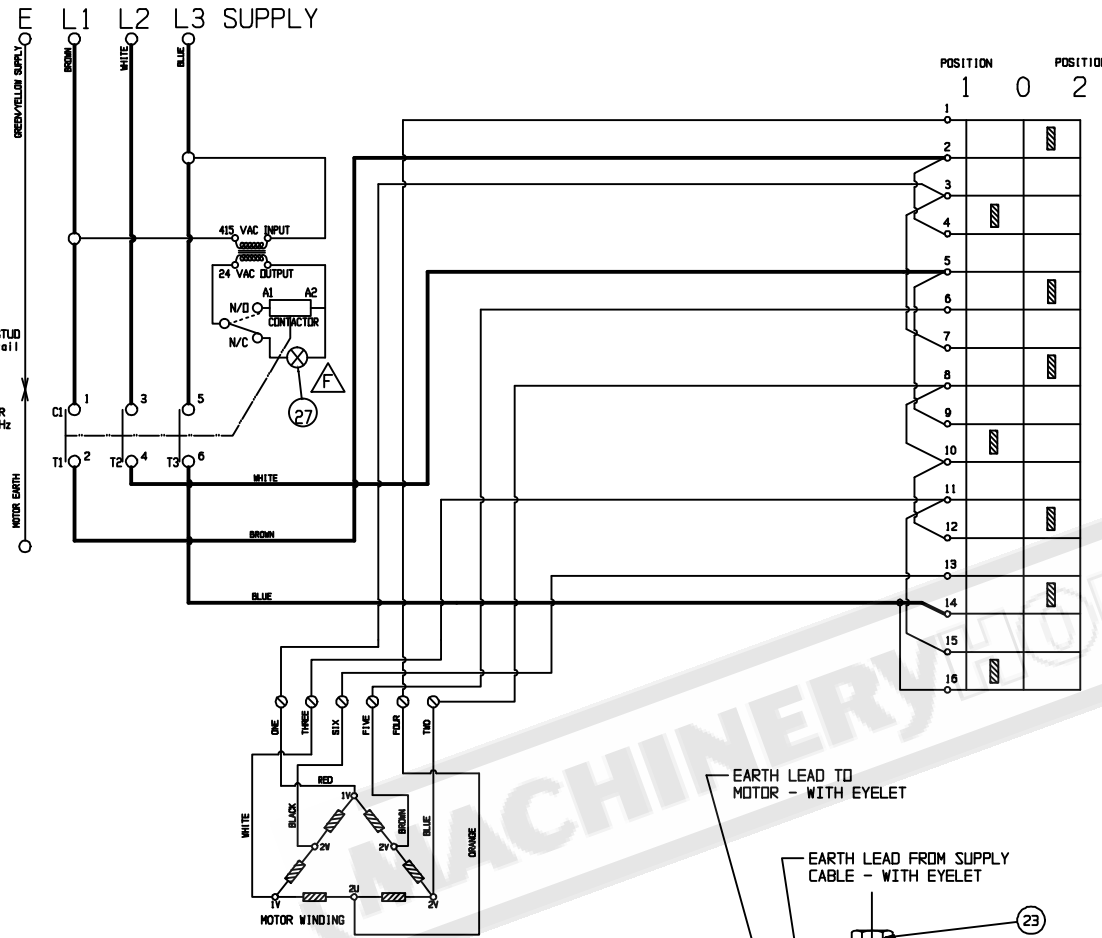 E L1 L2 L3 SUPPLY
GREEN/YELLOW SUPPLY
BROWN
WHITE
BLUE
POSITION
POSITION
1 0 2
1
2
3
4
5
6
7
8
9
10
11
12
13
14
15
16
415 VAC INPUT
24 VAC OUTPUT
A1 A2
N/O
CONTACTOR
N/C
F
27
STUD
ail
R
Hz
C1 1 3 5
T1 2 T2 4 T3 6
MOTOR EARTH
WHITE
BROWN
BLUE
ONE
THREE
SIX
FIVE
FOUR
TWO
RED
1V
WHITE
BLACK
BROWN
BLUE
ORANGE
2V
2V
1V
2U
2V
MOTOR WINDING
MACHINERYHO
EARTH LEAD TO
MOTOR - WITH EYELET
EARTH LEAD FROM SUPPLY
CABLE - WITH EYELET
23